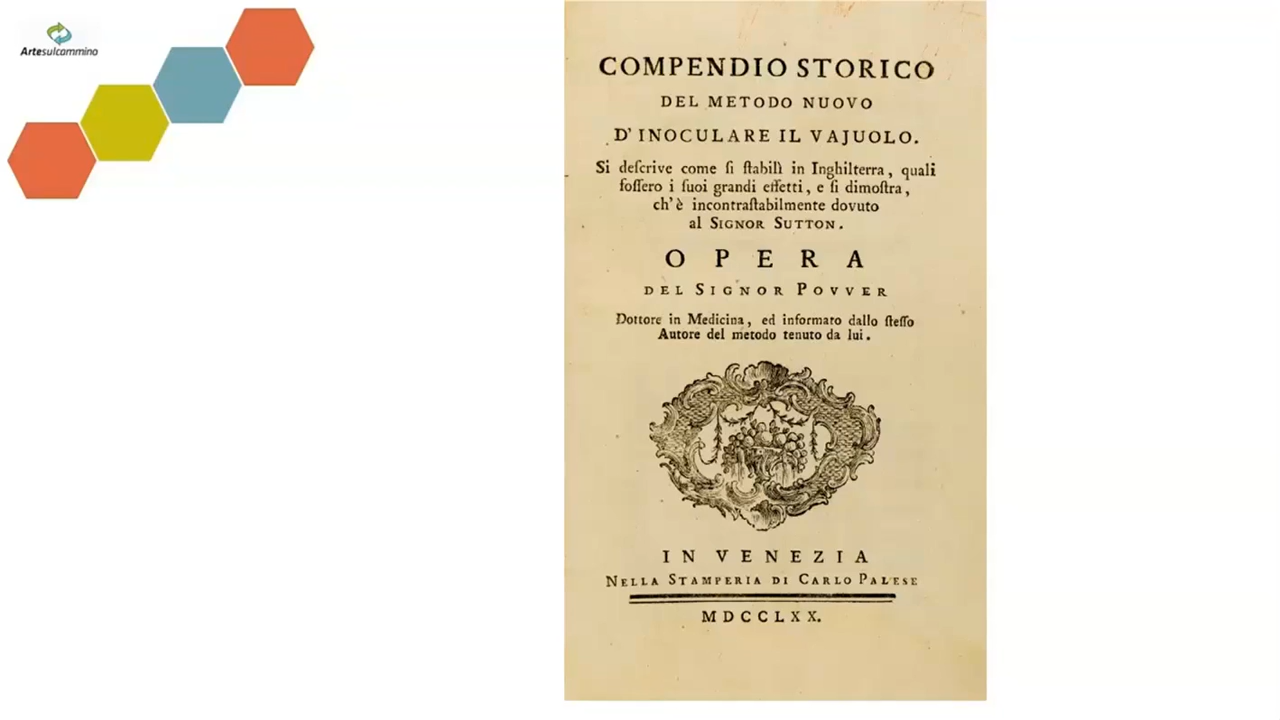 Artesulcammino
COMPENDIO STORICO
DEL METODO NUOVO
D' INOCULARE IL VAJUOLO.
Si deſcrive come ſi ſtabilì in Inghilterra, quali
foſſero i ſuoi grandi effetti, e ſi dimoſtra,
ch' è incontraſtabilmente dovuto
al SIGNOR SUTTON.
OPERA
DEL SIGNOR POVVER
Dottore in Medicina, ed informato dallo ſteſſo
Autore del metodo tenuto da lui.
IN VENEZIA
NELLA STAMPERIA DI CARLO PALESE
MDCCLXX.